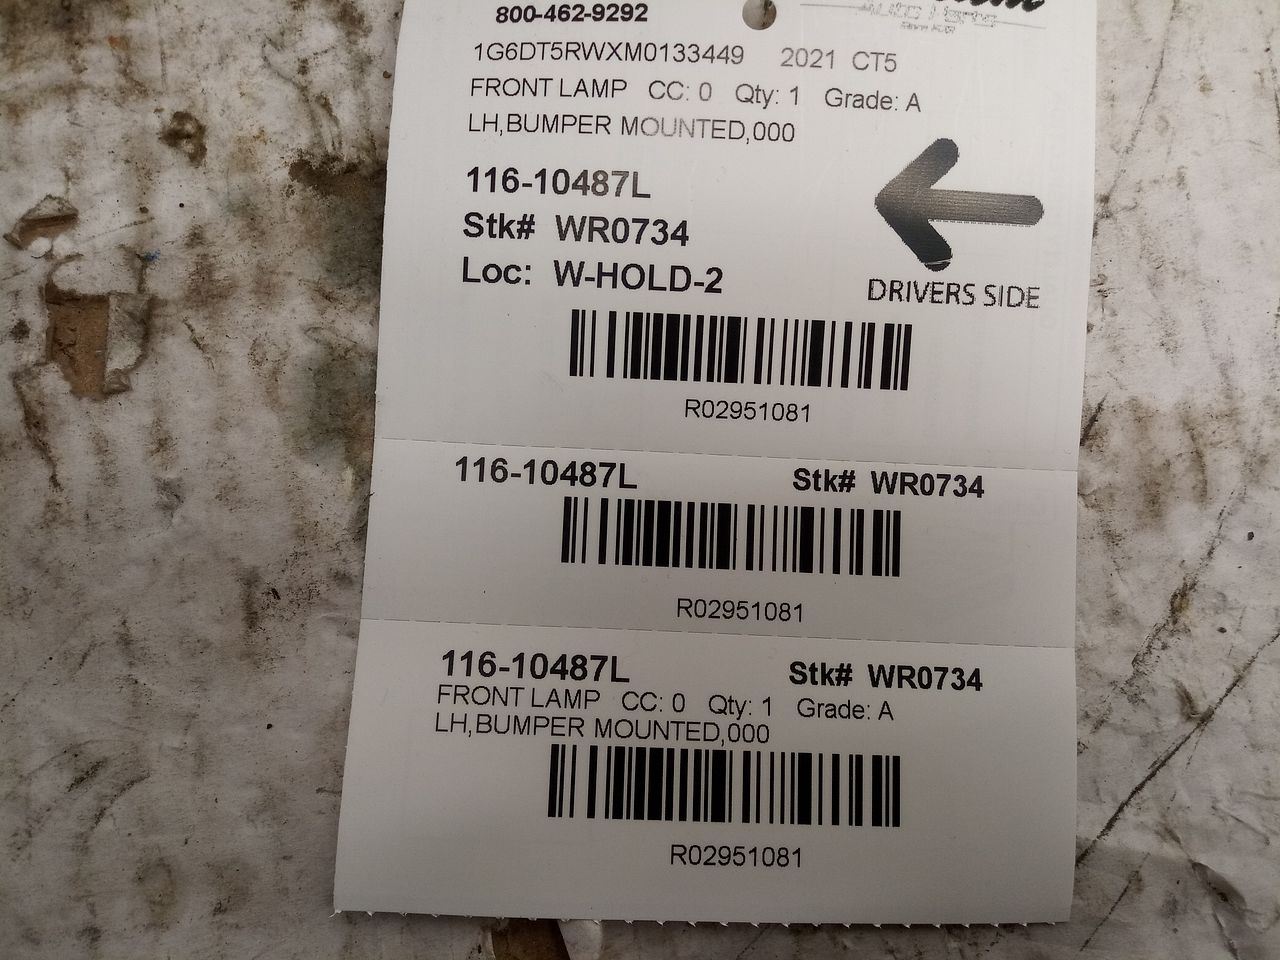 800-462-9292
1G6DT5RWXM0133449 2021 CT5
FRONT LAMP CC: 0 Qty: 1 Grade: A
LH,BUMPER MOUNTED,000
116-10487L
Stk# WR0734
Loc: W-HOLD-2
DRIVERS SIDE
R02951081
116-10487L Stk# WR0734
R02951081
116-10487L Stk# WR0734
FRONT LAMP CC: 0 Qty: 1 Grade: A
LH,BUMPER MOUNTED,000
R02951081